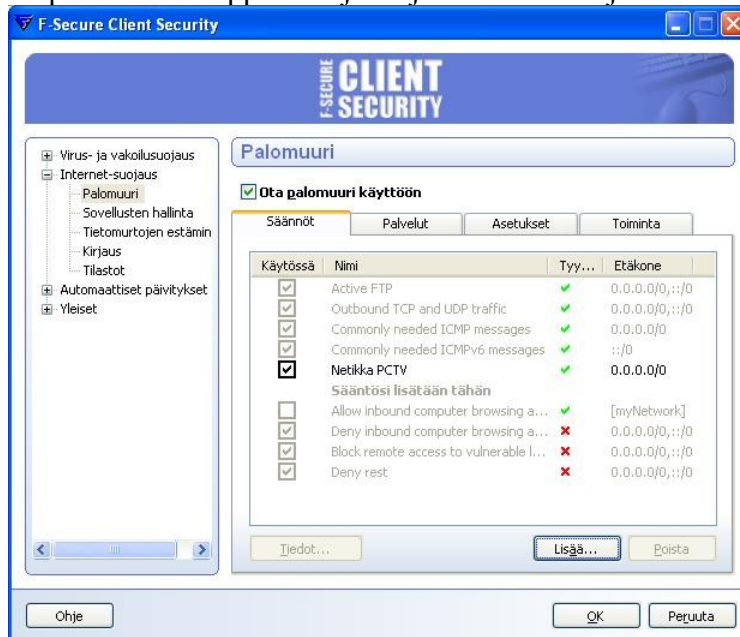 F-Secure Client Security
F-SECURE CLIENT SECURITY
Virus- ja vakoilusuojaus
Internet-suojaus
Palomuuri
Sovellusten hallinta
Tietomurtojen estämin
Kirjaus
Tilastot
Automaattiset päivitykset
Yleiset
Palomuuri
Ota palomuuri käyttöön
Säännöt Palvelut Asetukset Toiminta
Käytössä Nimi Tyy... Etäkone
Active FTP 0.0.0.0/0,::/0
Outbound TCP and UDP traffic 0.0.0.0/0,::/0
Commonly needed ICMP messages 0.0.0.0/0
Commonly needed ICMPv6 messages ::/0
Netikka PCTV 0.0.0.0/0
Sääntösi lisätään tähän
Allow inbound computer browsing a... [myNetwork]
Deny inbound computer browsing a... 0.0.0.0/0,::/0
Block remote access to vulnerable l... 0.0.0.0/0,::/0
Deny rest 0.0.0.0/0,::/0
Tiedot... Lisää... Poista
Ohje OK Peruuta